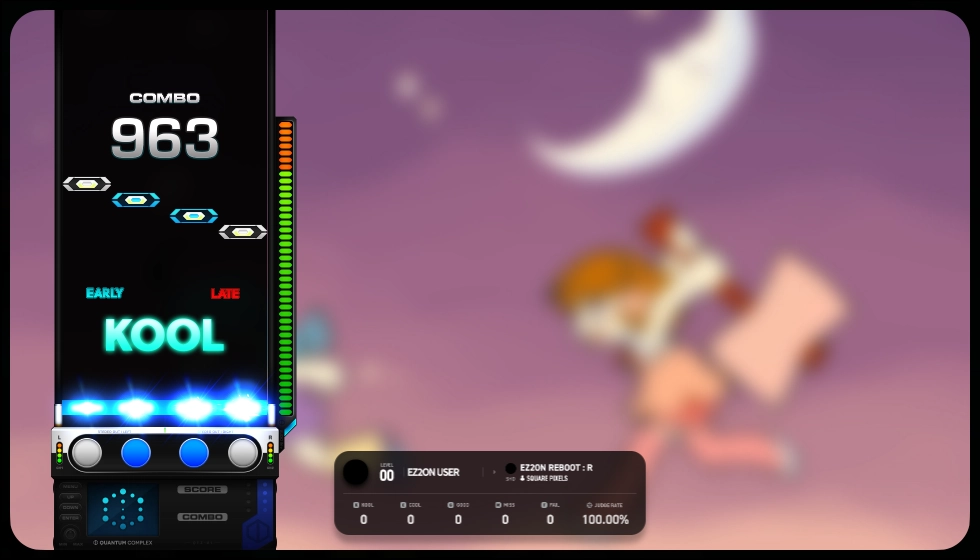 COMBO
963
EARLY
LATE
KOOL
L
R
SCORE
COMBO
QUANTUM COMPLEX
LEVEL
00
EZ2ON USER
EZ2ON REBOOT : R
SQUARE PIXELS
KOOL
COOL
GOOD
MISS
FAIL
JUDGE RATE
0
0
0
0
0
100.00%